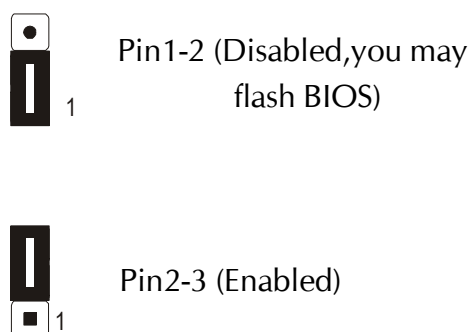 Pin1-2 (Disabled,you may
flash BIOS)
1
Pin2-3 (Enabled)
1